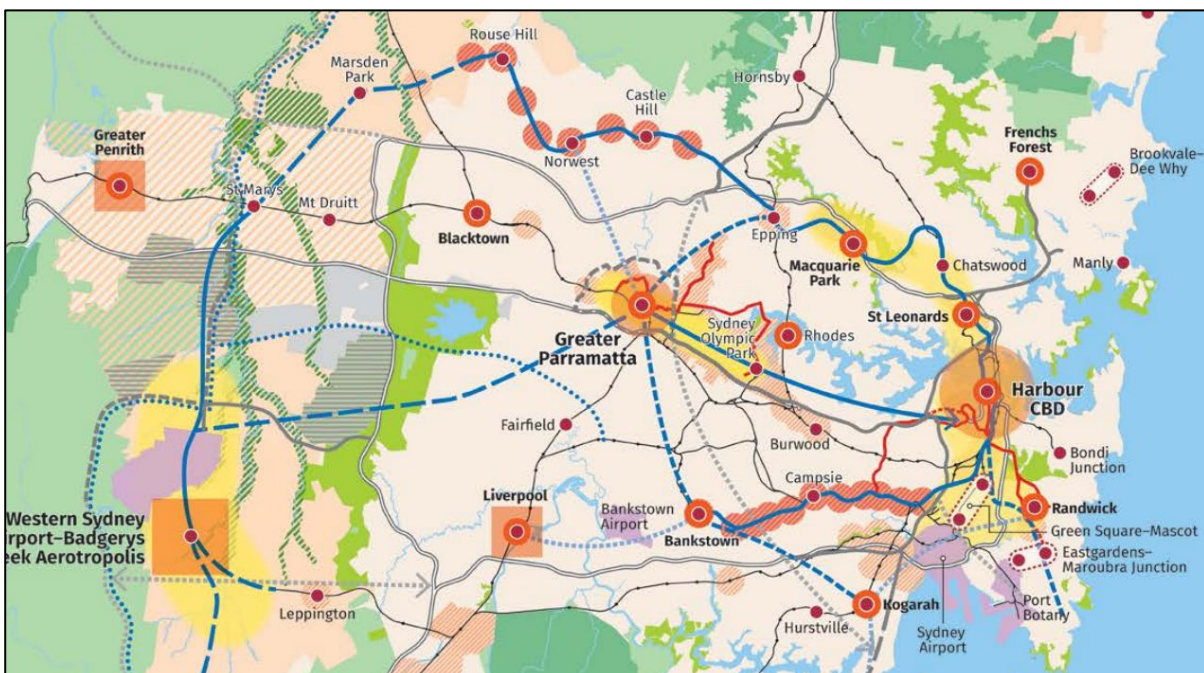 Rouse Hill
Marsden
Park
Hornsby
Castle
Hill
Greater
Penrith
Norwest
Frenchs
Forest
Brookvale–
Dee Why
St Marys
Mt Druitt
Blacktown
Epping
Macquarie
Park
Chatswood
Manly
St Leonards
Greater
Parramatta
Sydney
Olympic
Park
Rhodes
Harbour
CBD
Fairfield
Burwood
Bondi
Junction
Liverpool
Bankstown
Airport
Campsie
Bankstown
Randwick
Green Square–Mascot
Eastgardens–
Maroubra Junction
Western Sydney
irport–Badgerys
eek Aerotropolis
Leppington
Kogarah
Hurstville
Port
Botany
Sydney
Airport